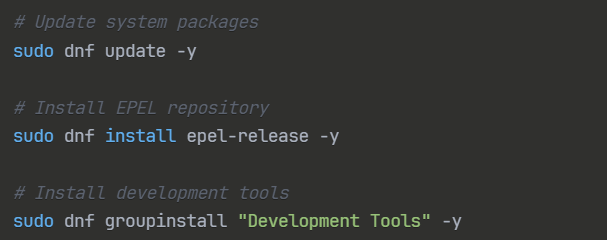 # Update system packages
sudo dnf update -y
# Install EPEL repository
sudo dnf install epel-release -y
# Install development tools
sudo dnf groupinstall "Development Tools" -y